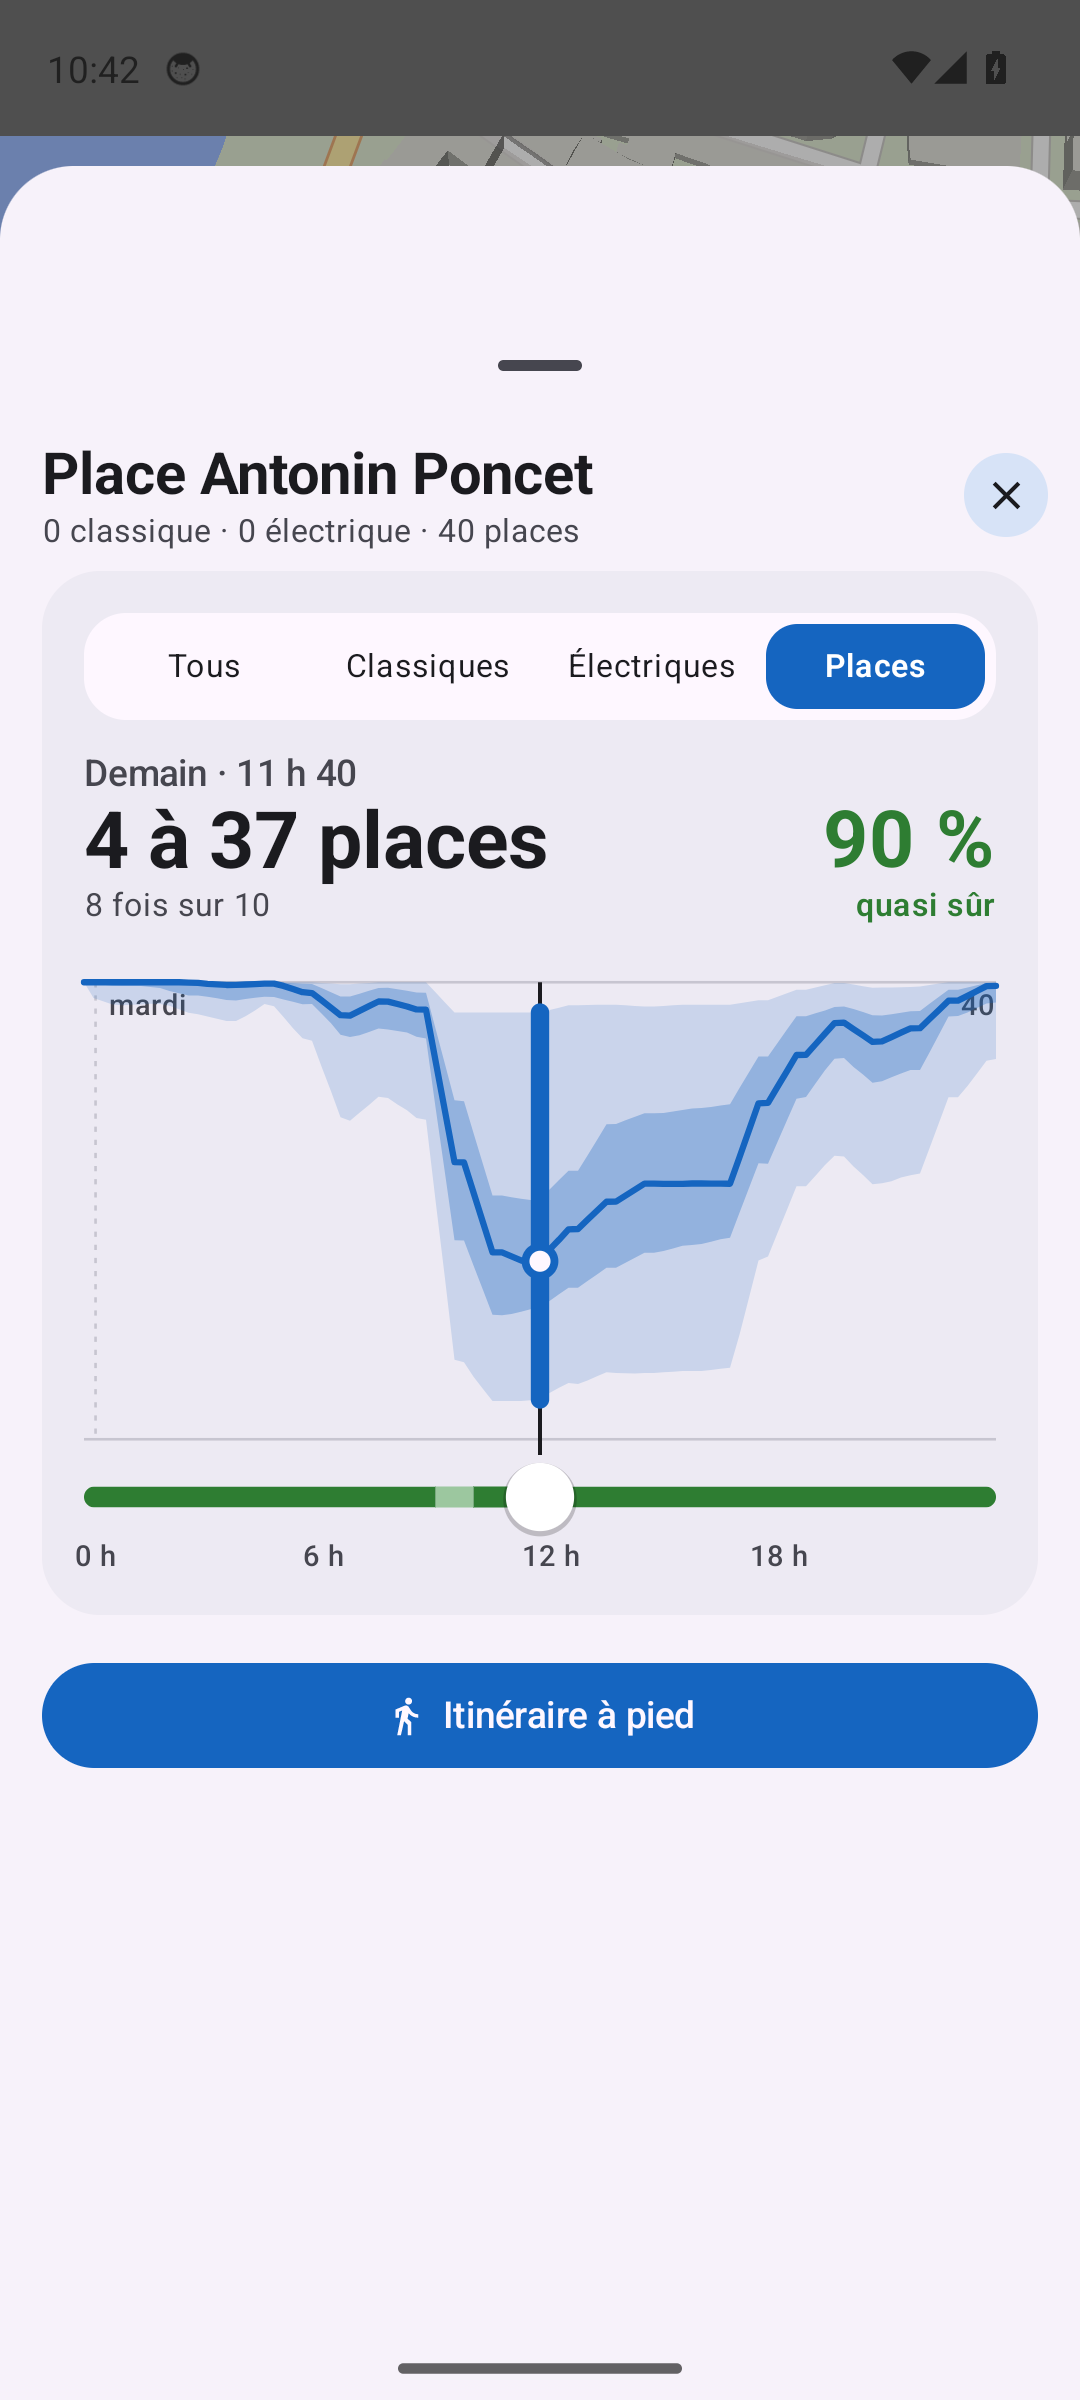 10:42
Place Antonin Poncet
0 classique · 0 électrique · 40 places
Tous Classiques Électriques Places
Demain · 11 h 40
4 à 37 places 90 %
8 fois sur 10 quasi sûr
mardi 40
0 h 6 h 12 h 18 h
Itinéraire à pied